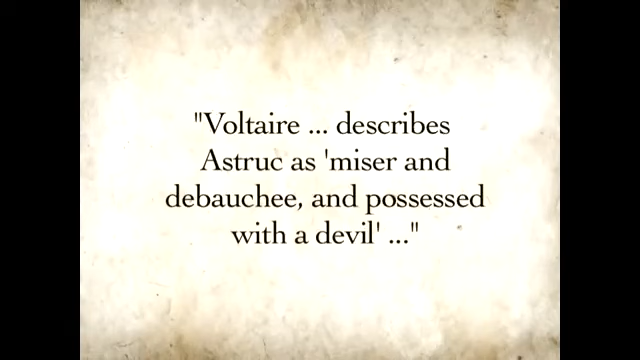 "Voltaire ... describes
Astruc as 'miser and
debauchee, and possessed
with a devil' ..."